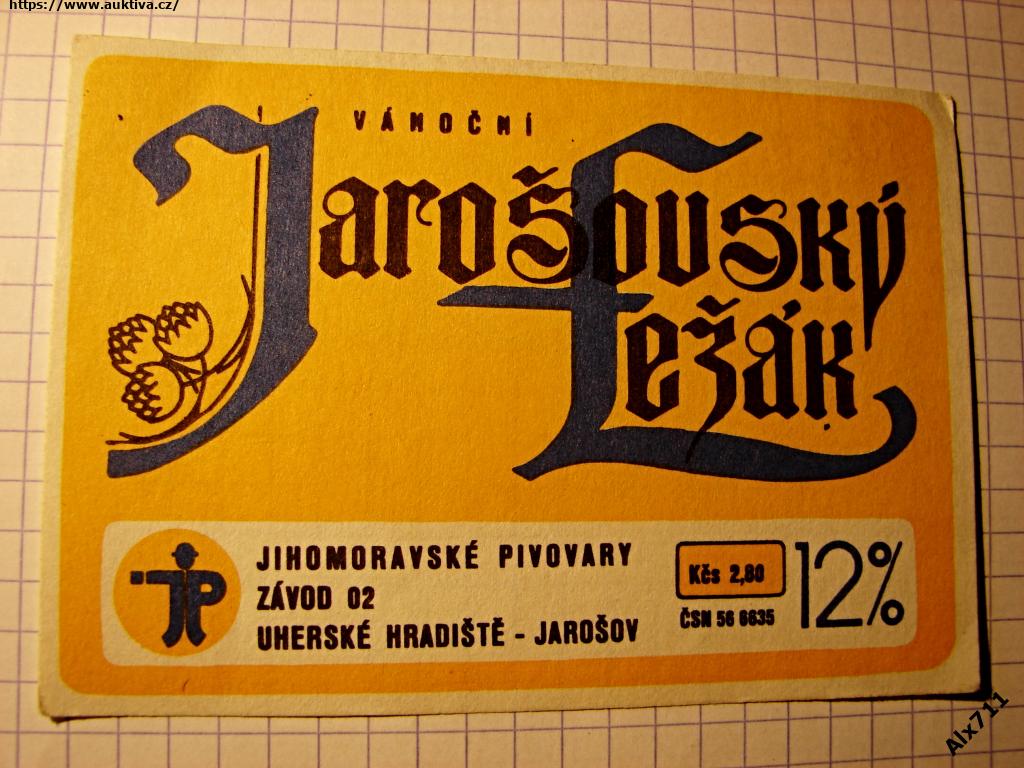 https://www.auktiva.cz/
VÁNOČNÍ
Jarošovský
Ležák
JP
JIHOMORAVSKÉ PIVOVARY
ZÁVOD 02
UHERSKÉ HRADIŠTĚ - JAROŠOV
Kčs 2,80
ČSN 56 6635
12%
Alx711